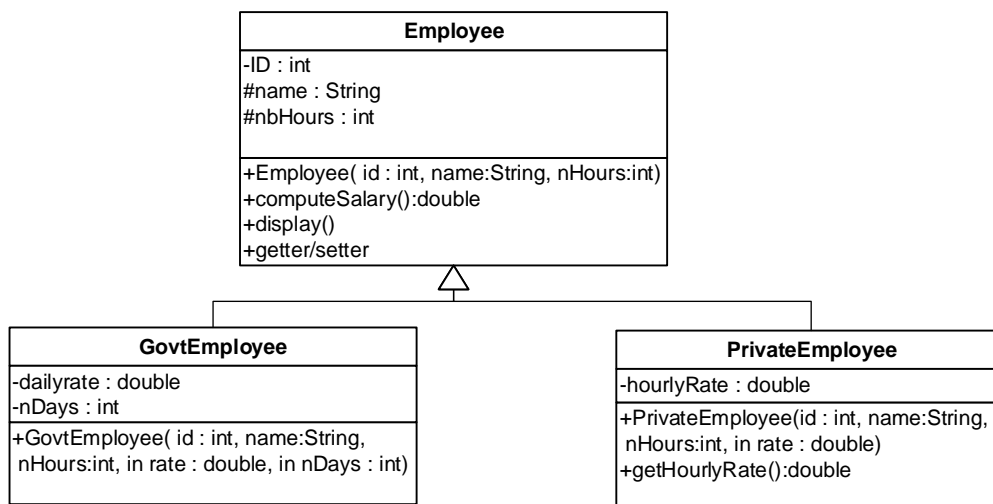 Employee
-ID : int
#name : String
#nbHours : int
+Employee( id : int, name:String, nHours:int)
+computeSalary():double
+display()
+getter/setter
GovtEmployee
-dailyrate : double
-nDays : int
+GovtEmployee( id : int, name:String,
nHours:int, in rate : double, in nDays : int)
PrivateEmployee
-hourlyRate : double
+PrivateEmployee(id : int, name:String,
nHours:int, in rate : double)
+getHourlyRate():double